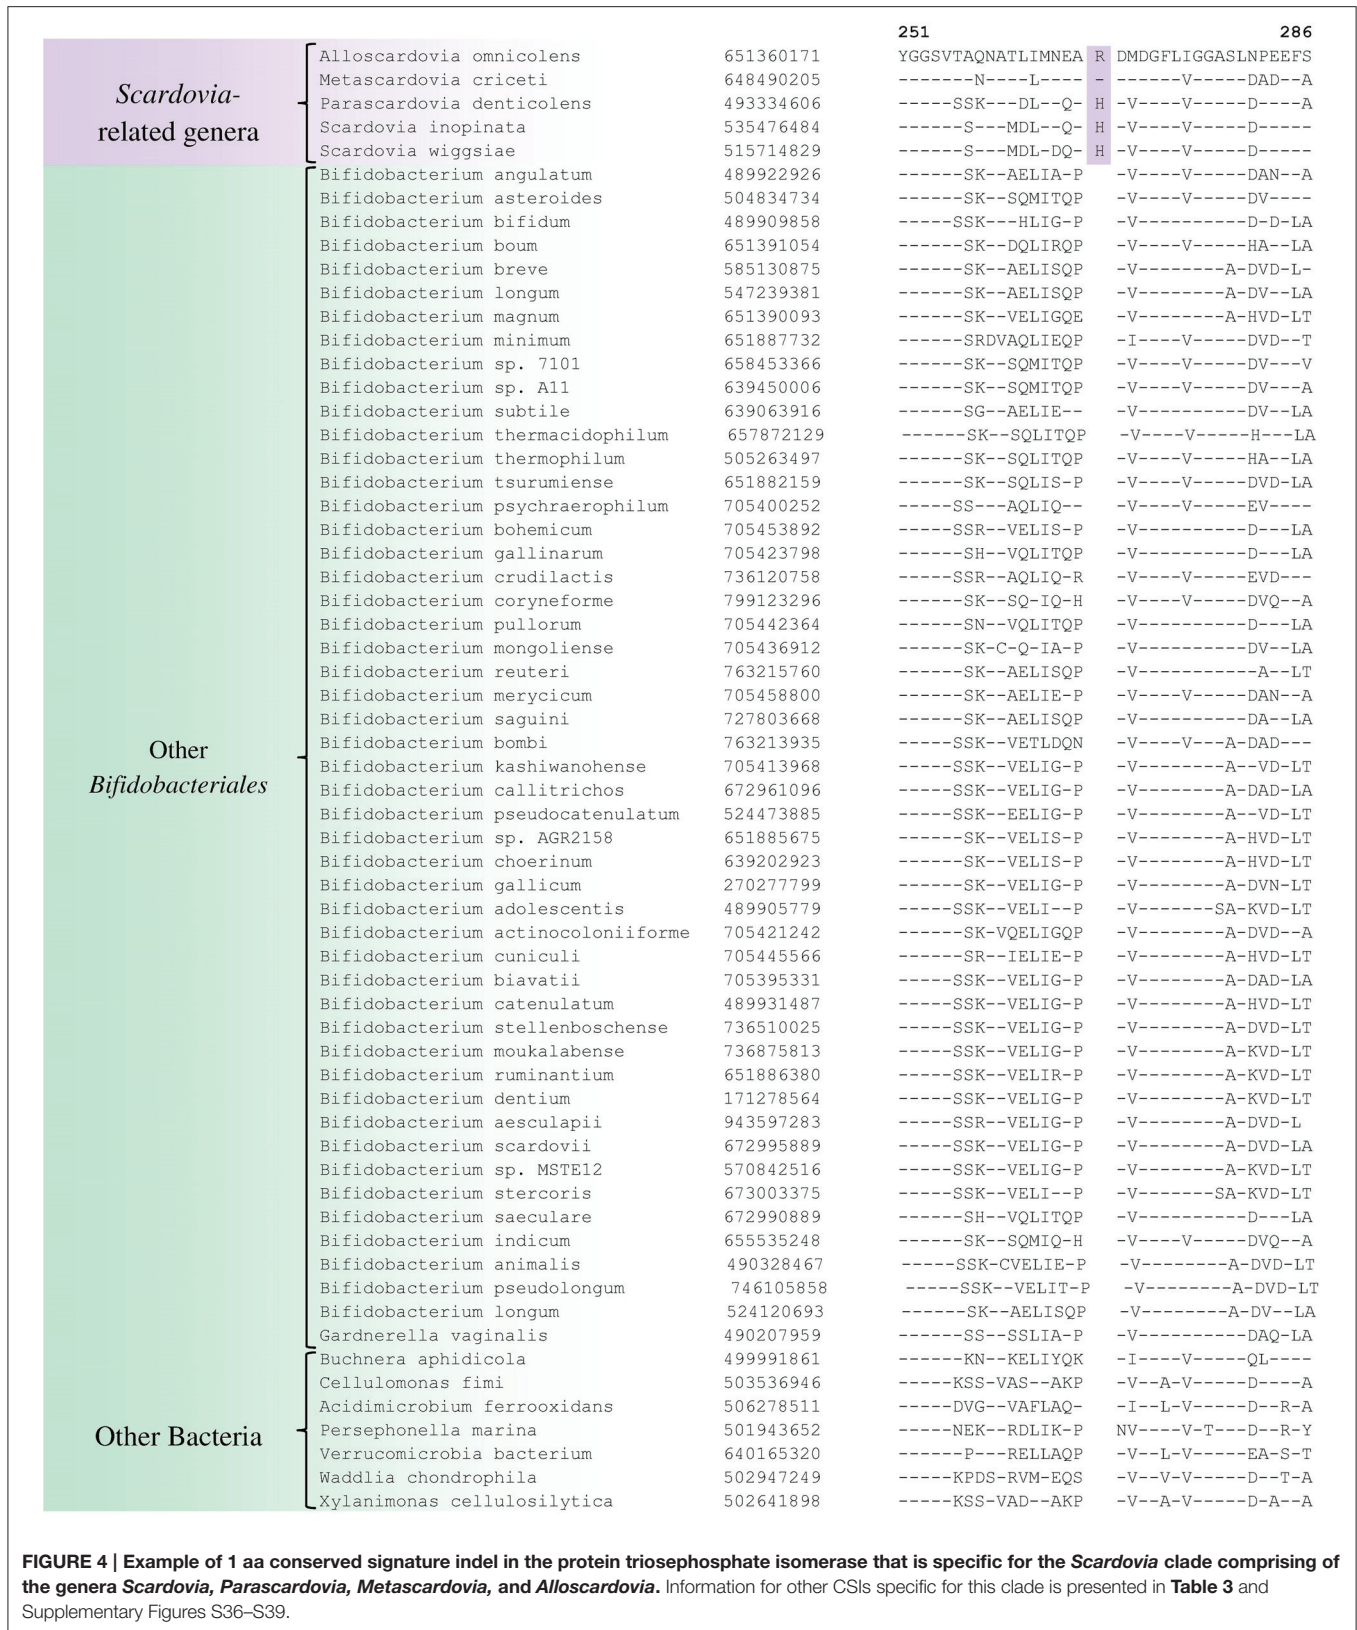 251 286
Alloscardovia omnicolens 651360171 YGGSVTAQNATLIMNEA R DMDGFLIGGASLNPEEFS
Metascardovia criceti 648490205 -------N----L---- - ------V-----DAD--A
Parascardovia denticolens 493334606 -----SSK---DL--Q- H -V----V-----D----A
Scardovia inopinata 535476484 ------S---MDL--Q- H -V----V-----D-----
Scardovia wiggsiae 515714829 ------S---MDL-DQ- H -V----V-----D-----
Scardovia-
related genera
Bifidobacterium angulatum 489922926 ------SK--AELIA-P -V----V-----DAN--A
Bifidobacterium asteroides 504834734 ------SK--SQMITQP -V----------DV----
Bifidobacterium bifidum 489909858 -----SSK---HLIG-P -V----------D-D-LA
Bifidobacterium boum 651391054 ------SK--DQLIRQP -V----V-----HA--LA
Bifidobacterium breve 585130875 ------SK--AELISQP -V--------A-DVD-L-
Bifidobacterium longum 547239381 ------SK--AELISQP -V--------A-DV--LA
Bifidobacterium magnum 651390093 ------SK--VELIGQE -V--------A-HVD-LT
Bifidobacterium minimum 651887732 ------SRDVAQLIEQP -I----V-----DVD--T
Bifidobacterium sp. 7101 658453366 ------SK--SQMITQP -V----------DV---V
Bifidobacterium sp. A11 639450006 ------SK--SQMITQP -V----------DV---A
Bifidobacterium subtile 639063916 ------SG--AELIE-- -V----------DV--LA
Bifidobacterium thermacidophilum 657872129 ------SK--SQLITQP -V----V-----H---LA
Bifidobacterium thermophilum 505263497 ------SK--SQLITQP -V----V-----HA--LA
Bifidobacterium tsurumiense 651882159 ------SK--SQLIS-P -V----------DVD-LA
Bifidobacterium psychraerophilum 705400252 -----SS---AQLIQ-- -V----V-----EV----
Bifidobacterium bohemicum 705453892 -----SSR--VELIS-P -V----------D---LA
Bifidobacterium gallinarum 705423798 ------SH--VQLITQP -V----------D---LA
Bifidobacterium crudilactis 736120758 -----SSR--AQLIQ-R -V----V-----EVD---
Bifidobacterium coryneforme 799123296 ------SK--SQ-IQ-H -V----V-----DVQ--A
Bifidobacterium pullorum 705442364 ------SN--VQLITQP -V----------D---LA
Bifidobacterium mongoliense 705436912 ------SK-C-Q-IA-P -V----------DV--LA
Bifidobacterium reuteri 763215760 ------SK--AELISQP -V-----------A--LT
Bifidobacterium merycicum 705458800 ------SK--AELIE-P -V----V-----DAN--A
Bifidobacterium saguini 727803668 ------SK--AELISQP -V----------DA--LA
Bifidobacterium bombi 763213935 -----SSK--VETLDQN -V----V---A-DAD---
Bifidobacterium kashiwanohense 705413968 -----SSK--VELIG-P -V--------A--VD-LT
Bifidobacterium callitrichos 672961096 -----SSK--VELIG-P -V--------A-DAD-LA
Bifidobacterium pseudocatenulatum 524473885 -----SSK--EELIG-P -V--------A--VD-LT
Bifidobacterium sp. AGR2158 651885675 ------SK--VELIS-P -V--------A-HVD-LT
Bifidobacterium choerinum 639202923 ------SK--VELIS-P -V--------A-HVD-LT
Bifidobacterium gallicum 270277799 ------SK--VELIG-P -V--------A-DVN-LT
Bifidobacterium adolescentis 489905779 -----SSK--VELI--P -V-------SA-KVD-LT
Bifidobacterium actinocoloniiforme 705421242 ------SK-VQELIGQP -V--------A-DVD--A
Bifidobacterium cuniculi 705445566 ------SR--IELIE-P -V--------A-HVD-LT
Bifidobacterium biavatii 705395331 -----SSK--VELIG-P -V--------A-DAD-LA
Bifidobacterium catenulatum 489931487 -----SSK--VELIG-P -V--------A-HVD-LT
Bifidobacterium stellenboschense 736510025 -----SSK--VELIG-P -V--------A-DVD-LT
Bifidobacterium moukalabense 736875813 -----SSK--VELIG-P -V--------A-KVD-LT
Bifidobacterium ruminantium 651886380 -----SSK--VELIR-P -V--------A-KVD-LT
Bifidobacterium dentium 171278564 -----SSK--VELIG-P -V--------A-KVD-LT
Bifidobacterium aesculapii 943597283 -----SSR--VELIG-P -V--------A-DVD-L
Bifidobacterium scardovii 672995889 -----SSK--VELIG-P -V--------A-DVD-LA
Bifidobacterium sp. MSTE12 570842516 -----SSK--VELIG-P -V--------A-KVD-LT
Bifidobacterium stercoris 673003375 -----SSK--VELI--P -V-------SA-KVD-LT
Bifidobacterium saeculare 672990889 ------SH--VQLITQP -V----------D---LA
Bifidobacterium indicum 655535248 ------SK--SQMIQ-H -V----V-----DVQ--A
Bifidobacterium animalis 490328467 -----SSK-CVELIE-P -V--------A-DVD-LT
Bifidobacterium pseudolongum 746105858 -----SSK--VELIT-P -V--------A-DVD-LT
Bifidobacterium longum 524120693 ------SK--AELISQP -V--------A-DV--LA
Gardnerella vaginalis 490207959 ------SS--SSLIA-P -V----------DAQ-LA
Other
Bifidobacteriales
Buchnera aphidicola 499991861 ------KN--KELIYQK -I----V-----QL----
Cellulomonas fimi 503536946 -----KSS-VAS--AKP -V--A-V-----D----A
Acidimicrobium ferrooxidans 506278511 -----DVG--VAFLAQ- -I--L-V-----D--R-A
Persephonella marina 501943652 -----NEK--RDLIK-P NV----V-T---D--R-Y
Verrucomicrobia bacterium 640165320 ------P---RELLAQP -V--L-V-----EA-S-T
Waddlia chondrophila 502947249 -----KPDS-RVM-EQS -V--V-V-----D--T-A
Xylanimonas cellulosilytica 502641898 -----KSS-VAD--AKP -V--A-V-----D-A--A
Other Bacteria
FIGURE 4 | Example of 1 aa conserved signature indel in the protein triosephosphate isomerase that is specific for the Scardovia clade comprising of
the genera Scardovia, Parascardovia, Metascardovia, and Alloscardovia. Information for other CSIs specific for this clade is presented in Table 3 and
Supplementary Figures S36–S39.